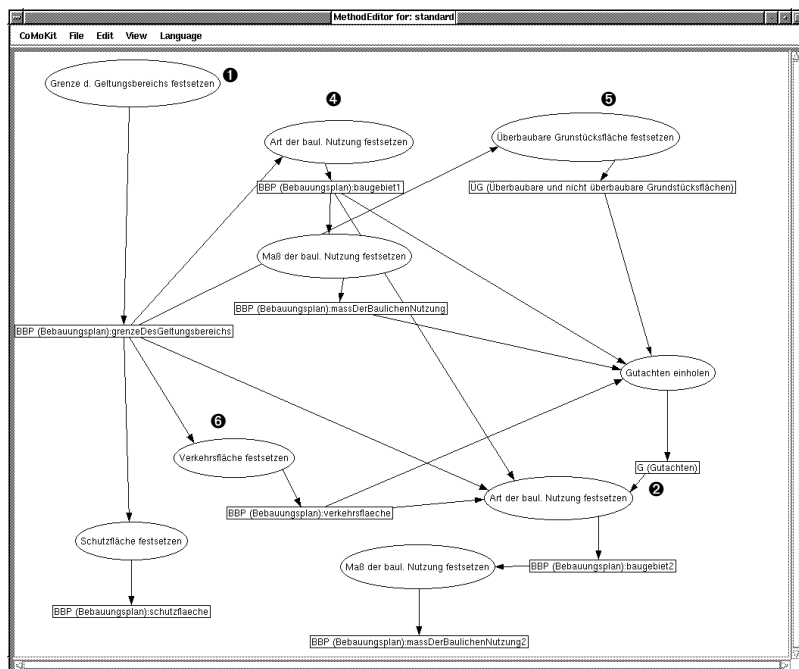 MethodEditor for: standard
CoMoKit File Edit View Language
Grenze d. Geltungsbereichs festsetzen
❶
❹
❺
Art der baul. Nutzung festsetzen
Überbaubare Grunstücksfläche festsetzen
BBP (Bebauungsplan):baugebiet1
ÜG (Überbaubare und nicht überbaubare Grundstücksflächen)
Maß der baul. Nutzung festsetzen
BBP (Bebauungsplan):massDerBaulichenNutzung
BBP (Bebauungsplan):grenzeDesGeltungsbereichs
Gutachten einholen
❻
Verkehrsfläche festsetzen
G (Gutachten)
❷
Art der baul. Nutzung festsetzen
BBP (Bebauungsplan):verkehrsflaeche
Schutzfläche festsetzen
Maß der baul. Nutzung festsetzen
BBP (Bebauungsplan):baugebiet2
BBP (Bebauungsplan):schutzflaeche
BBP (Bebauungsplan):massDerBaulichenNutzung2